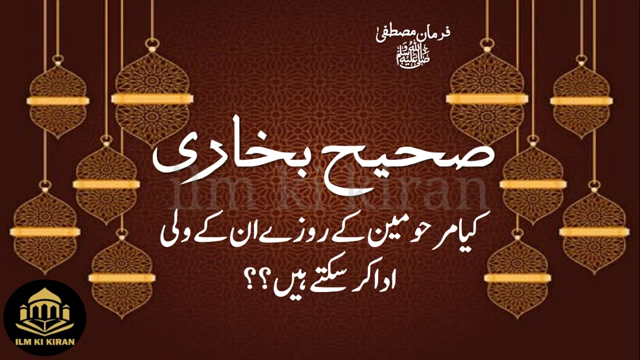 فرمان مصطفیٰ
ﷺ
صحیح بخاری
ilm ki kiran
کیا مرحومین کے روزے ان کے ولی
ادا کر سکتے ہیں؟؟
ILM KI KIRAN